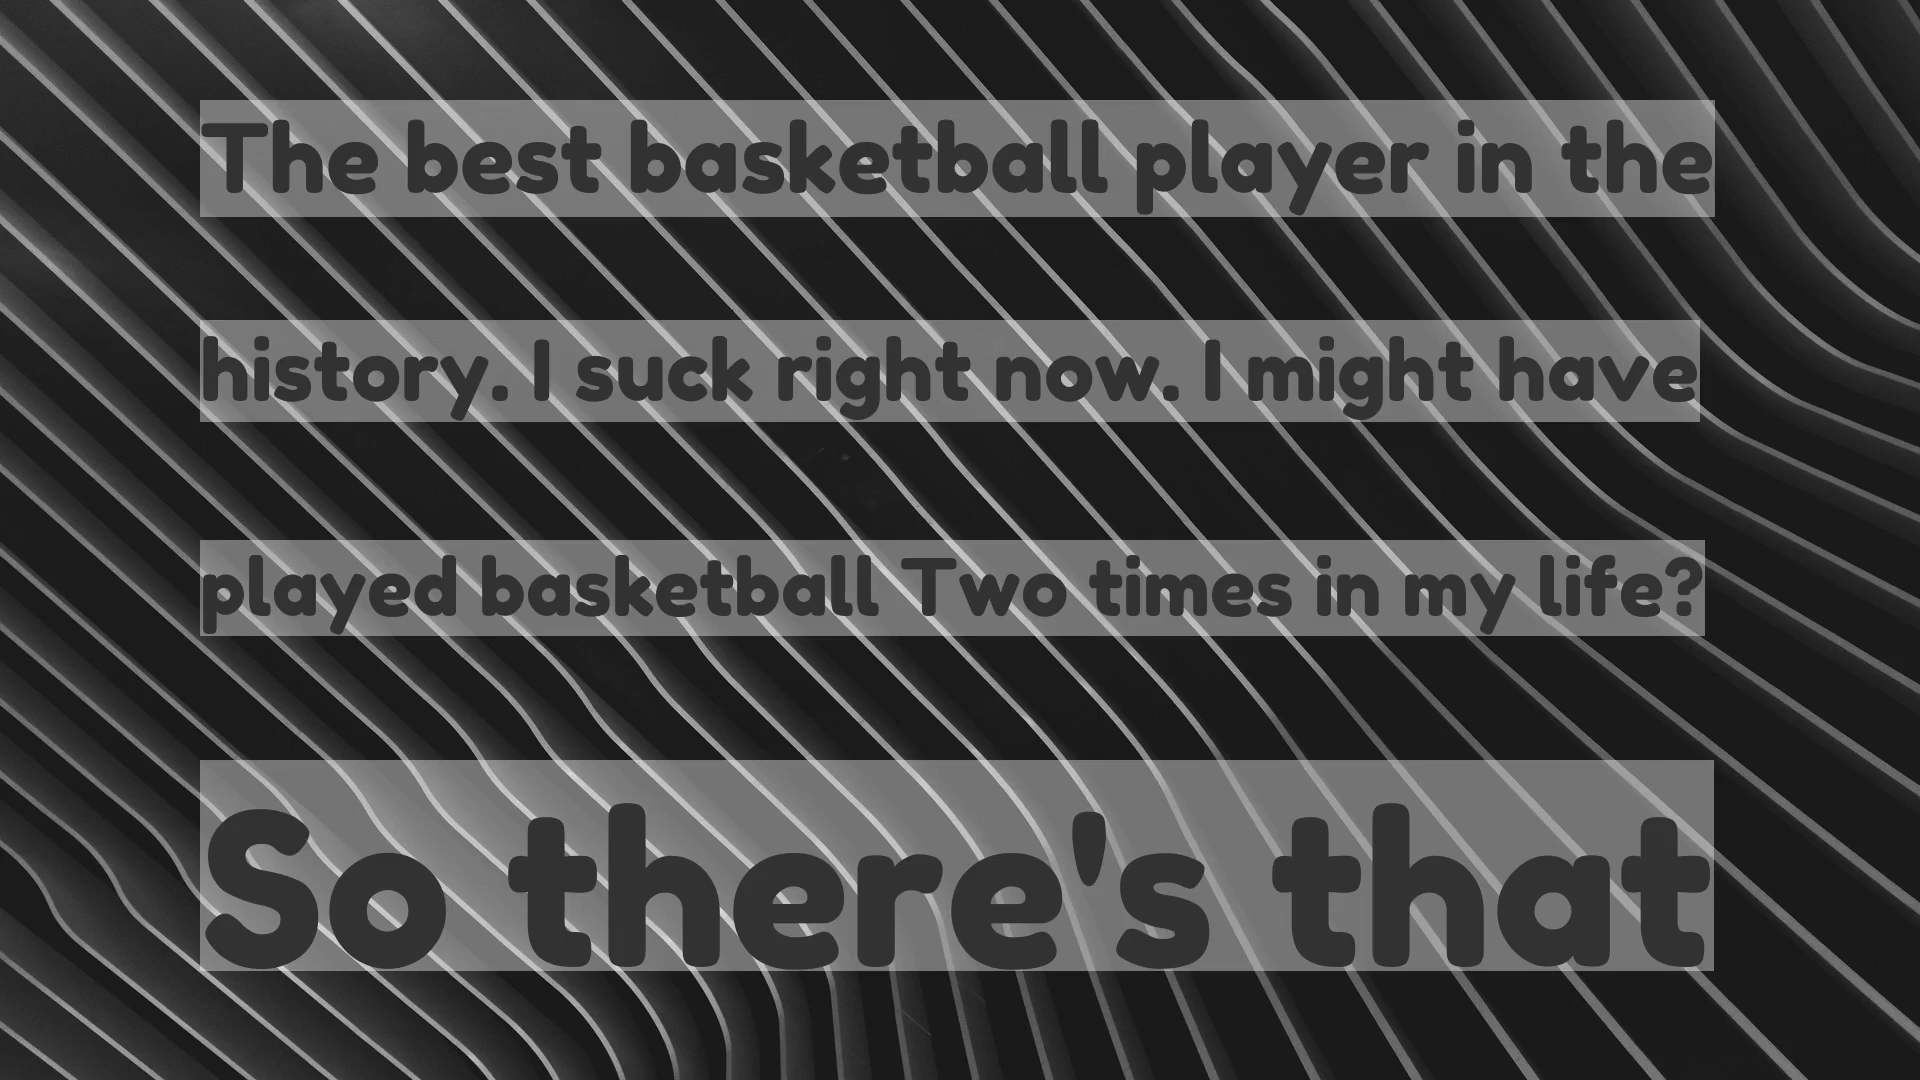 The best basketball player in the
history. I suck right now. I might have
played basketball Two times in my life?
So there's that